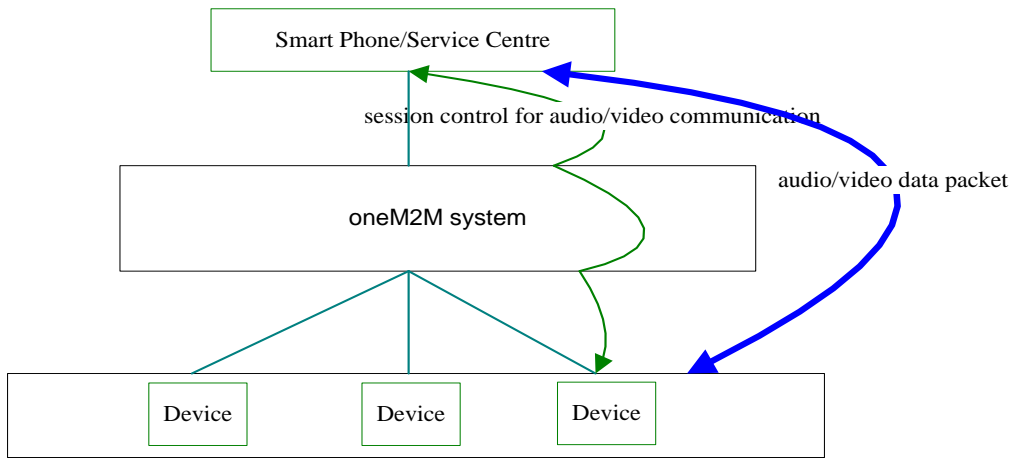 Smart Phone/Service Centre
session control for audio/video communication
audio/video data packet
oneM2M system
Device
Device
Device